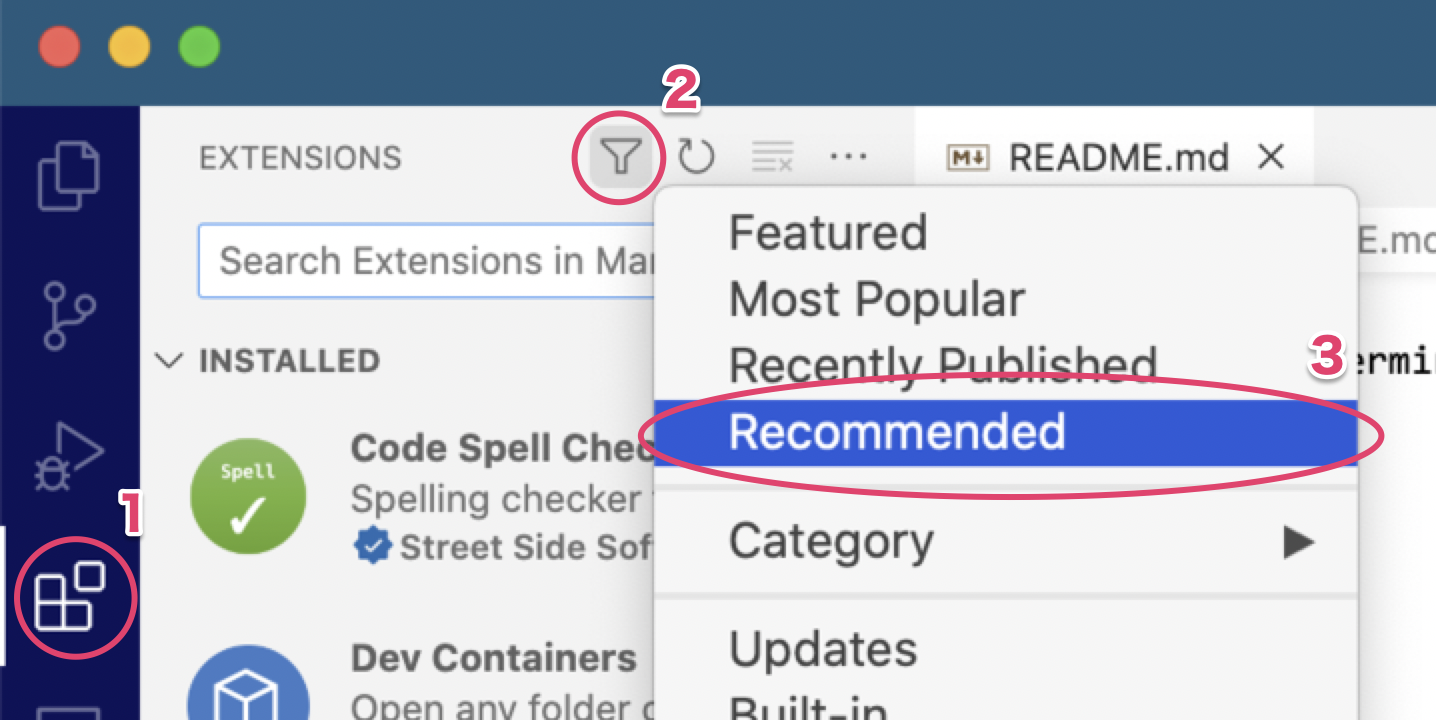 2
EXTENSIONS
M↓ README.md
Search Extensions in Mar
Featured
Most Popular
Recently Published
3
Recommended
Category
Updates
Built-in
INSTALLED
Spell
Code Spell Chec
Spelling checker
Street Side Sof
1
Dev Containers
Open any folder
E.md
ermi